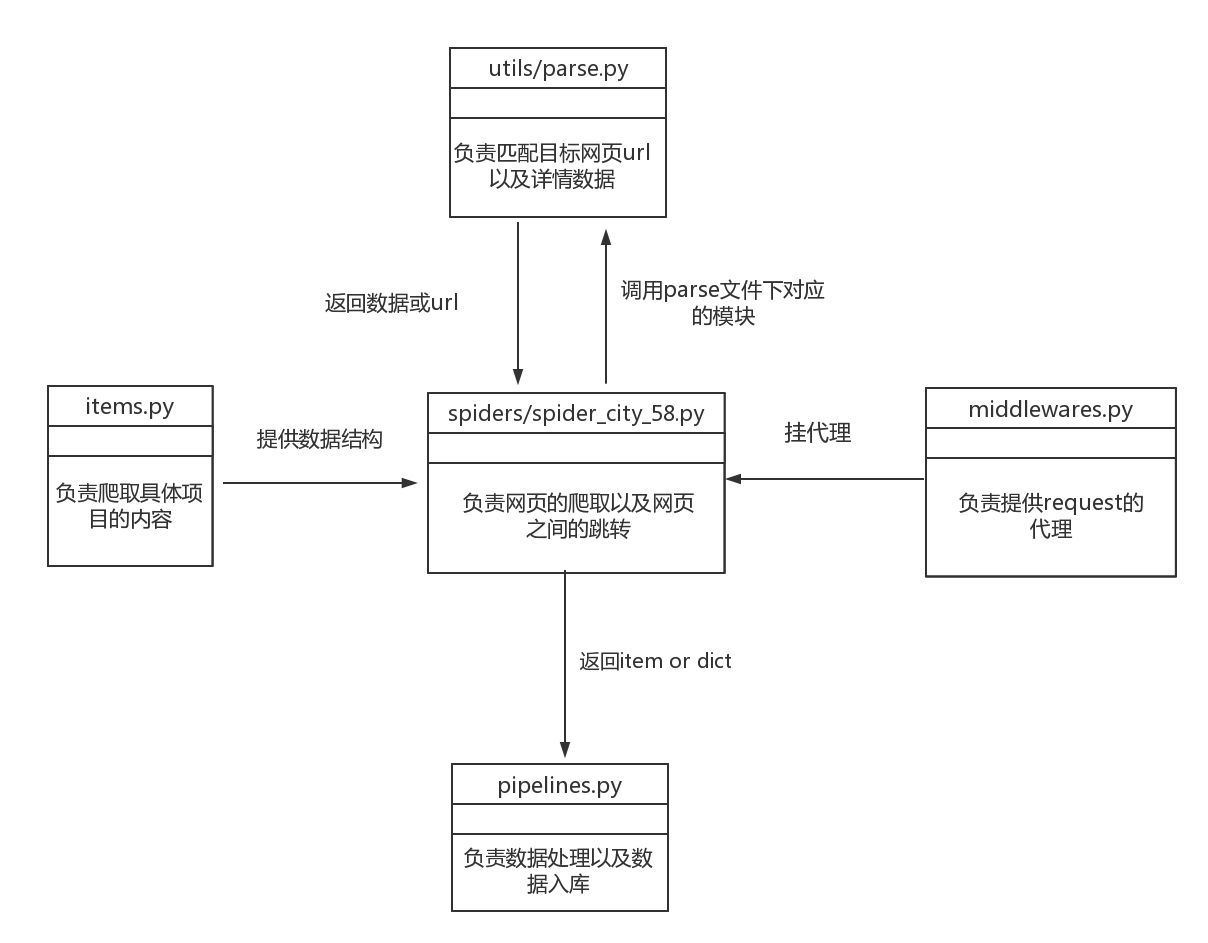 utils/parse.py
负责匹配目标网页url
以及详情数据
返回数据或url
调用parse文件下对应
的模块
items.py
负责爬取具体项
目的内容
提供数据结构
spiders/spider_city_58.py
负责网页的爬取以及网页
之间的跳转
挂代理
middlewares.py
负责提供request的
代理
返回item or dict
pipelines.py
负责数据处理以及数
据入库